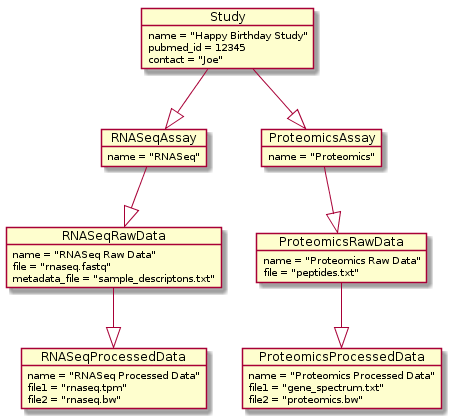 Study
name = "Happy Birthday Study"
pubmed_id = 12345
contact = "Joe"
RNASeqAssay
name = "RNASeq"
ProteomicsAssay
name = "Proteomics"
RNASeqRawData
name = "RNASeq Raw Data"
file = "rnaseq.fastq"
metadata_file = "sample_descriptons.txt"
ProteomicsRawData
name = "Proteomics Raw Data"
file = "peptides.txt"
RNASeqProcessedData
name = "RNASeq Processed Data"
file1 = "rnaseq.tpm"
file2 = "rnaseq.bw"
ProteomicsProcessedData
name = "Proteomics Processed Data"
file1 = "gene_spectrum.txt"
file2 = "proteomics.bw"